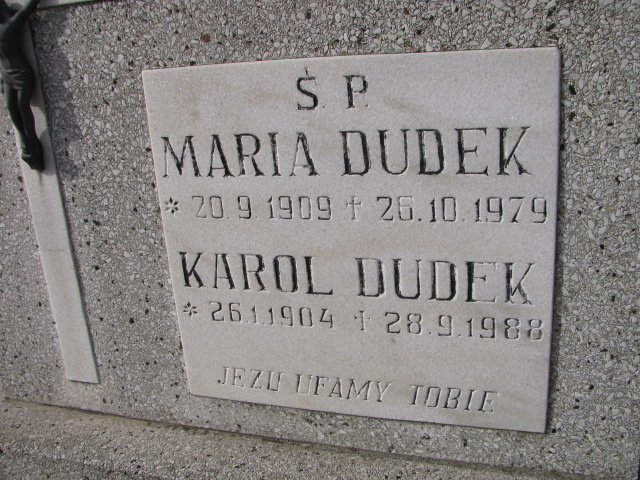 Ś. P.
MARIA DUDEK
* 20.9.1909 † 26.10.1979
KAROL DUDEK
* 26.1.1904 † 28.9.1988
JEZU UFAMY TOBIE